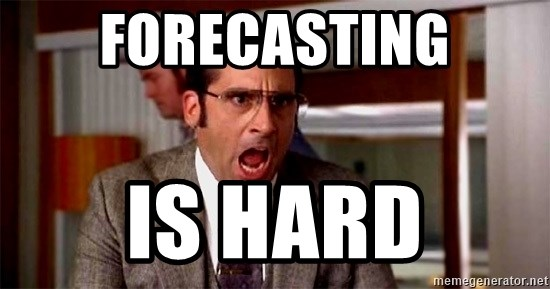 FORECASTING
IS HARD
memegenerator.net